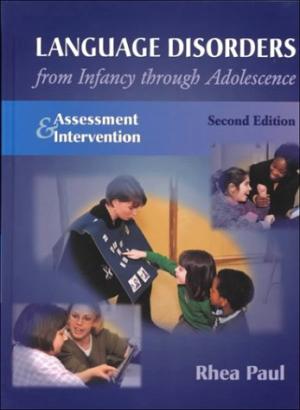 LANGUAGE DISORDERS
from Infancy through Adolescence
Assessment
& Intervention
Second Edition
Rhea Paul